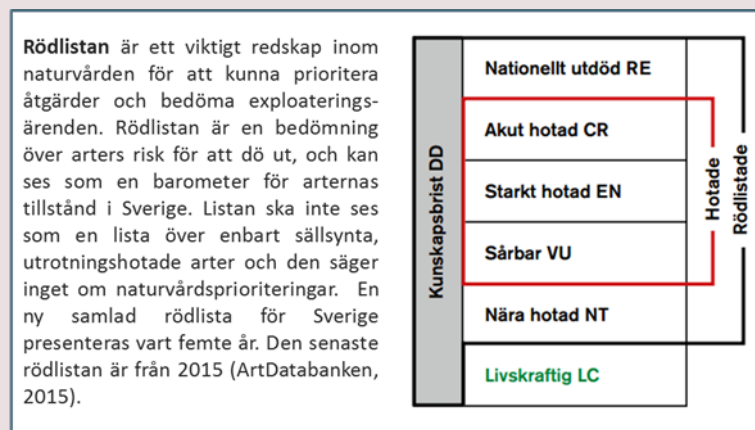 Rödlistan är ett viktigt redskap inom
naturvården för att kunna prioritera
åtgärder och bedöma exploaterings-
ärenden. Rödlistan är en bedömning
över arters risk för att dö ut, och kan
ses som en barometer för arternas
tillstånd i Sverige. Listan ska inte ses
som en lista över enbart sällsynta,
utrotningshotade arter och den säger
inget om naturvårdsprioriteringar. En
ny samlad rödlista för Sverige
presenteras vart femte år. Den senaste
rödlistan är från 2015 (ArtDatabanken,
2015).
Kunskapsbrist DD
Nationellt utdöd RE
Akut hotad CR
Starkt hotad EN
Sårbar VU
Nära hotad NT
Livskraftig LC
Hotade
Rödlistade